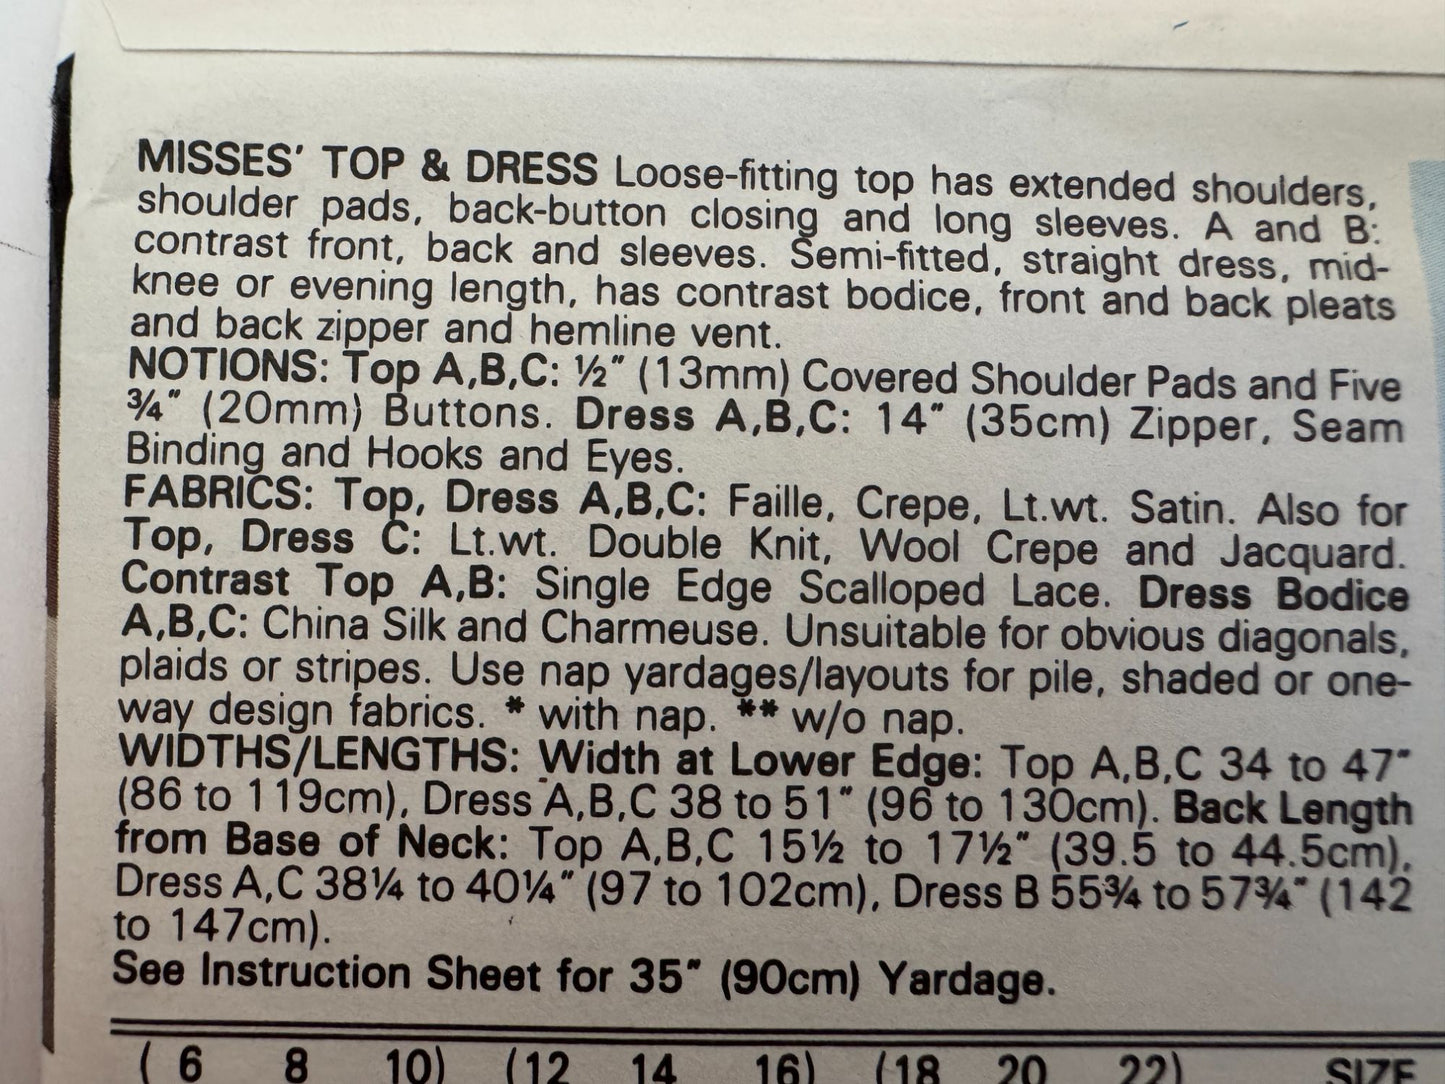 MISSES' TOP & DRESS Loose-fitting top has extended shoulders,
shoulder pads, back-button closing and long sleeves. A and B:
contrast front, back and sleeves. Semi-fitted, straight dress, mid-
knee or evening length, has contrast bodice, front and back pleats
and back zipper and hemline vent.
NOTIONS: Top A,B,C: ½" (13mm) Covered Shoulder Pads and Five
¾" (20mm) Buttons. Dress A,B,C: 14" (35cm) Zipper, Seam
Binding and Hooks and Eyes.
FABRICS: Top, Dress A,B,C: Faille, Crepe, Lt.wt. Satin. Also for
Top, Dress C: Lt.wt. Double Knit, Wool Crepe and Jacquard.
Contrast Top A,B: Single Edge Scalloped Lace. Dress Bodice
A,B,C: China Silk and Charmeuse. Unsuitable for obvious diagonals,
plaids or stripes. Use nap yardages/layouts for pile, shaded or one-
way design fabrics. * with nap. ** w/o nap.
WIDTHS/LENGTHS: Width at Lower Edge: Top A,B,C 34 to 47"
(86 to 119cm), Dress A,B,C 38 to 51" (96 to 130cm). Back Length
from Base of Neck: Top A,B,C 15½ to 17½" (39.5 to 44.5cm),
Dress A,C 38¼ to 40¼" (97 to 102cm), Dress B 55¾ to 57¾" (142
to 147cm).
See Instruction Sheet for 35" (90cm) Yardage.
( 6 8 10) (12 14 16) (18 20 22) SIZE